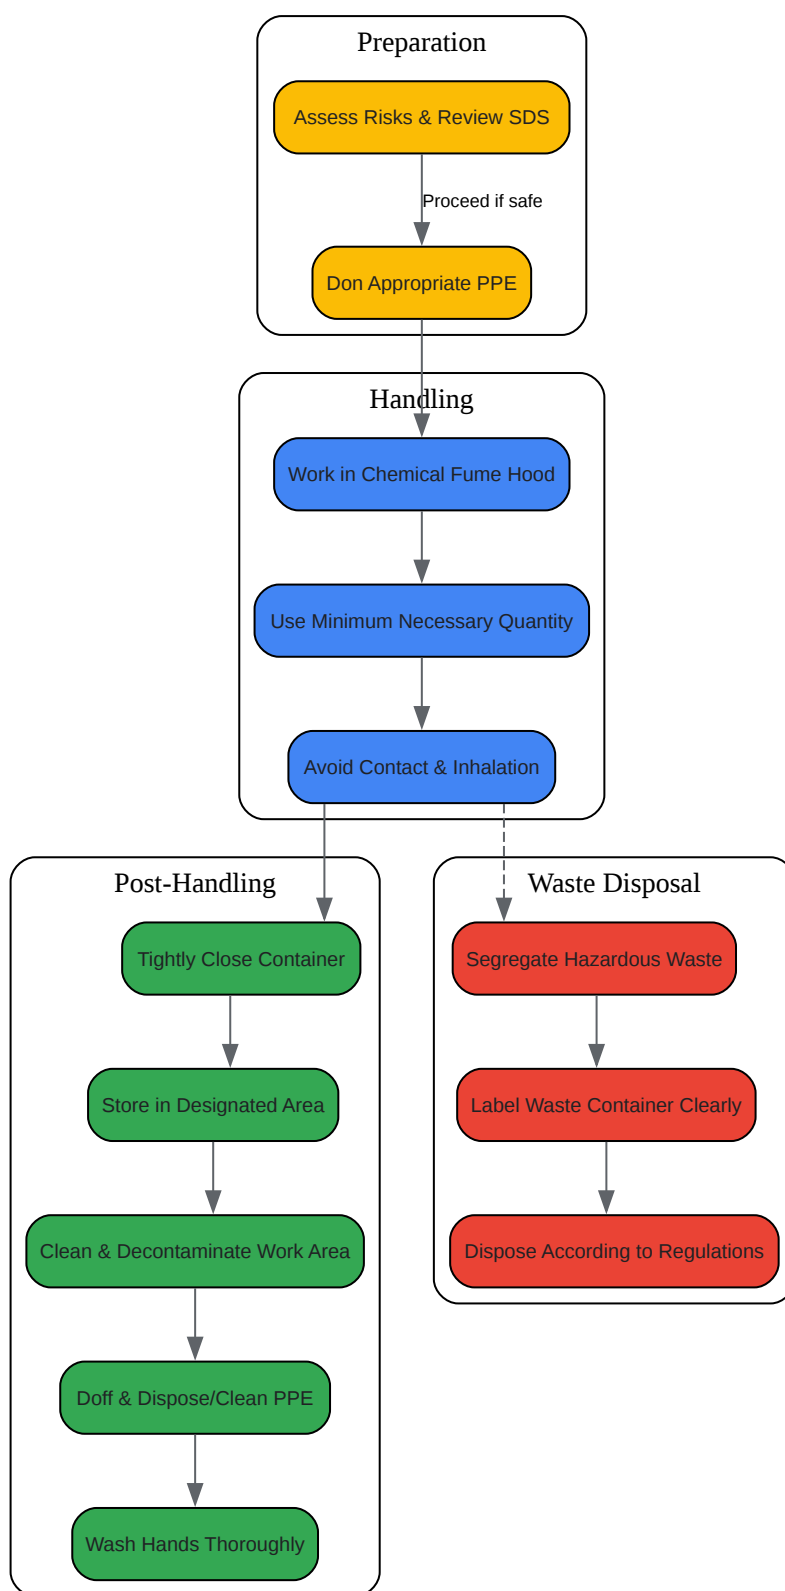 Preparation
Assess Risks & Review SDS
Proceed if safe
Don Appropriate PPE
Handling
Work in Chemical Fume Hood
Use Minimum Necessary Quantity
Avoid Contact & Inhalation
Post-Handling
Tightly Close Container
Store in Designated Area
Clean & Decontaminate Work Area
Doff & Dispose/Clean PPE
Wash Hands Thoroughly
Waste Disposal
Segregate Hazardous Waste
Label Waste Container Clearly
Dispose According to Regulations